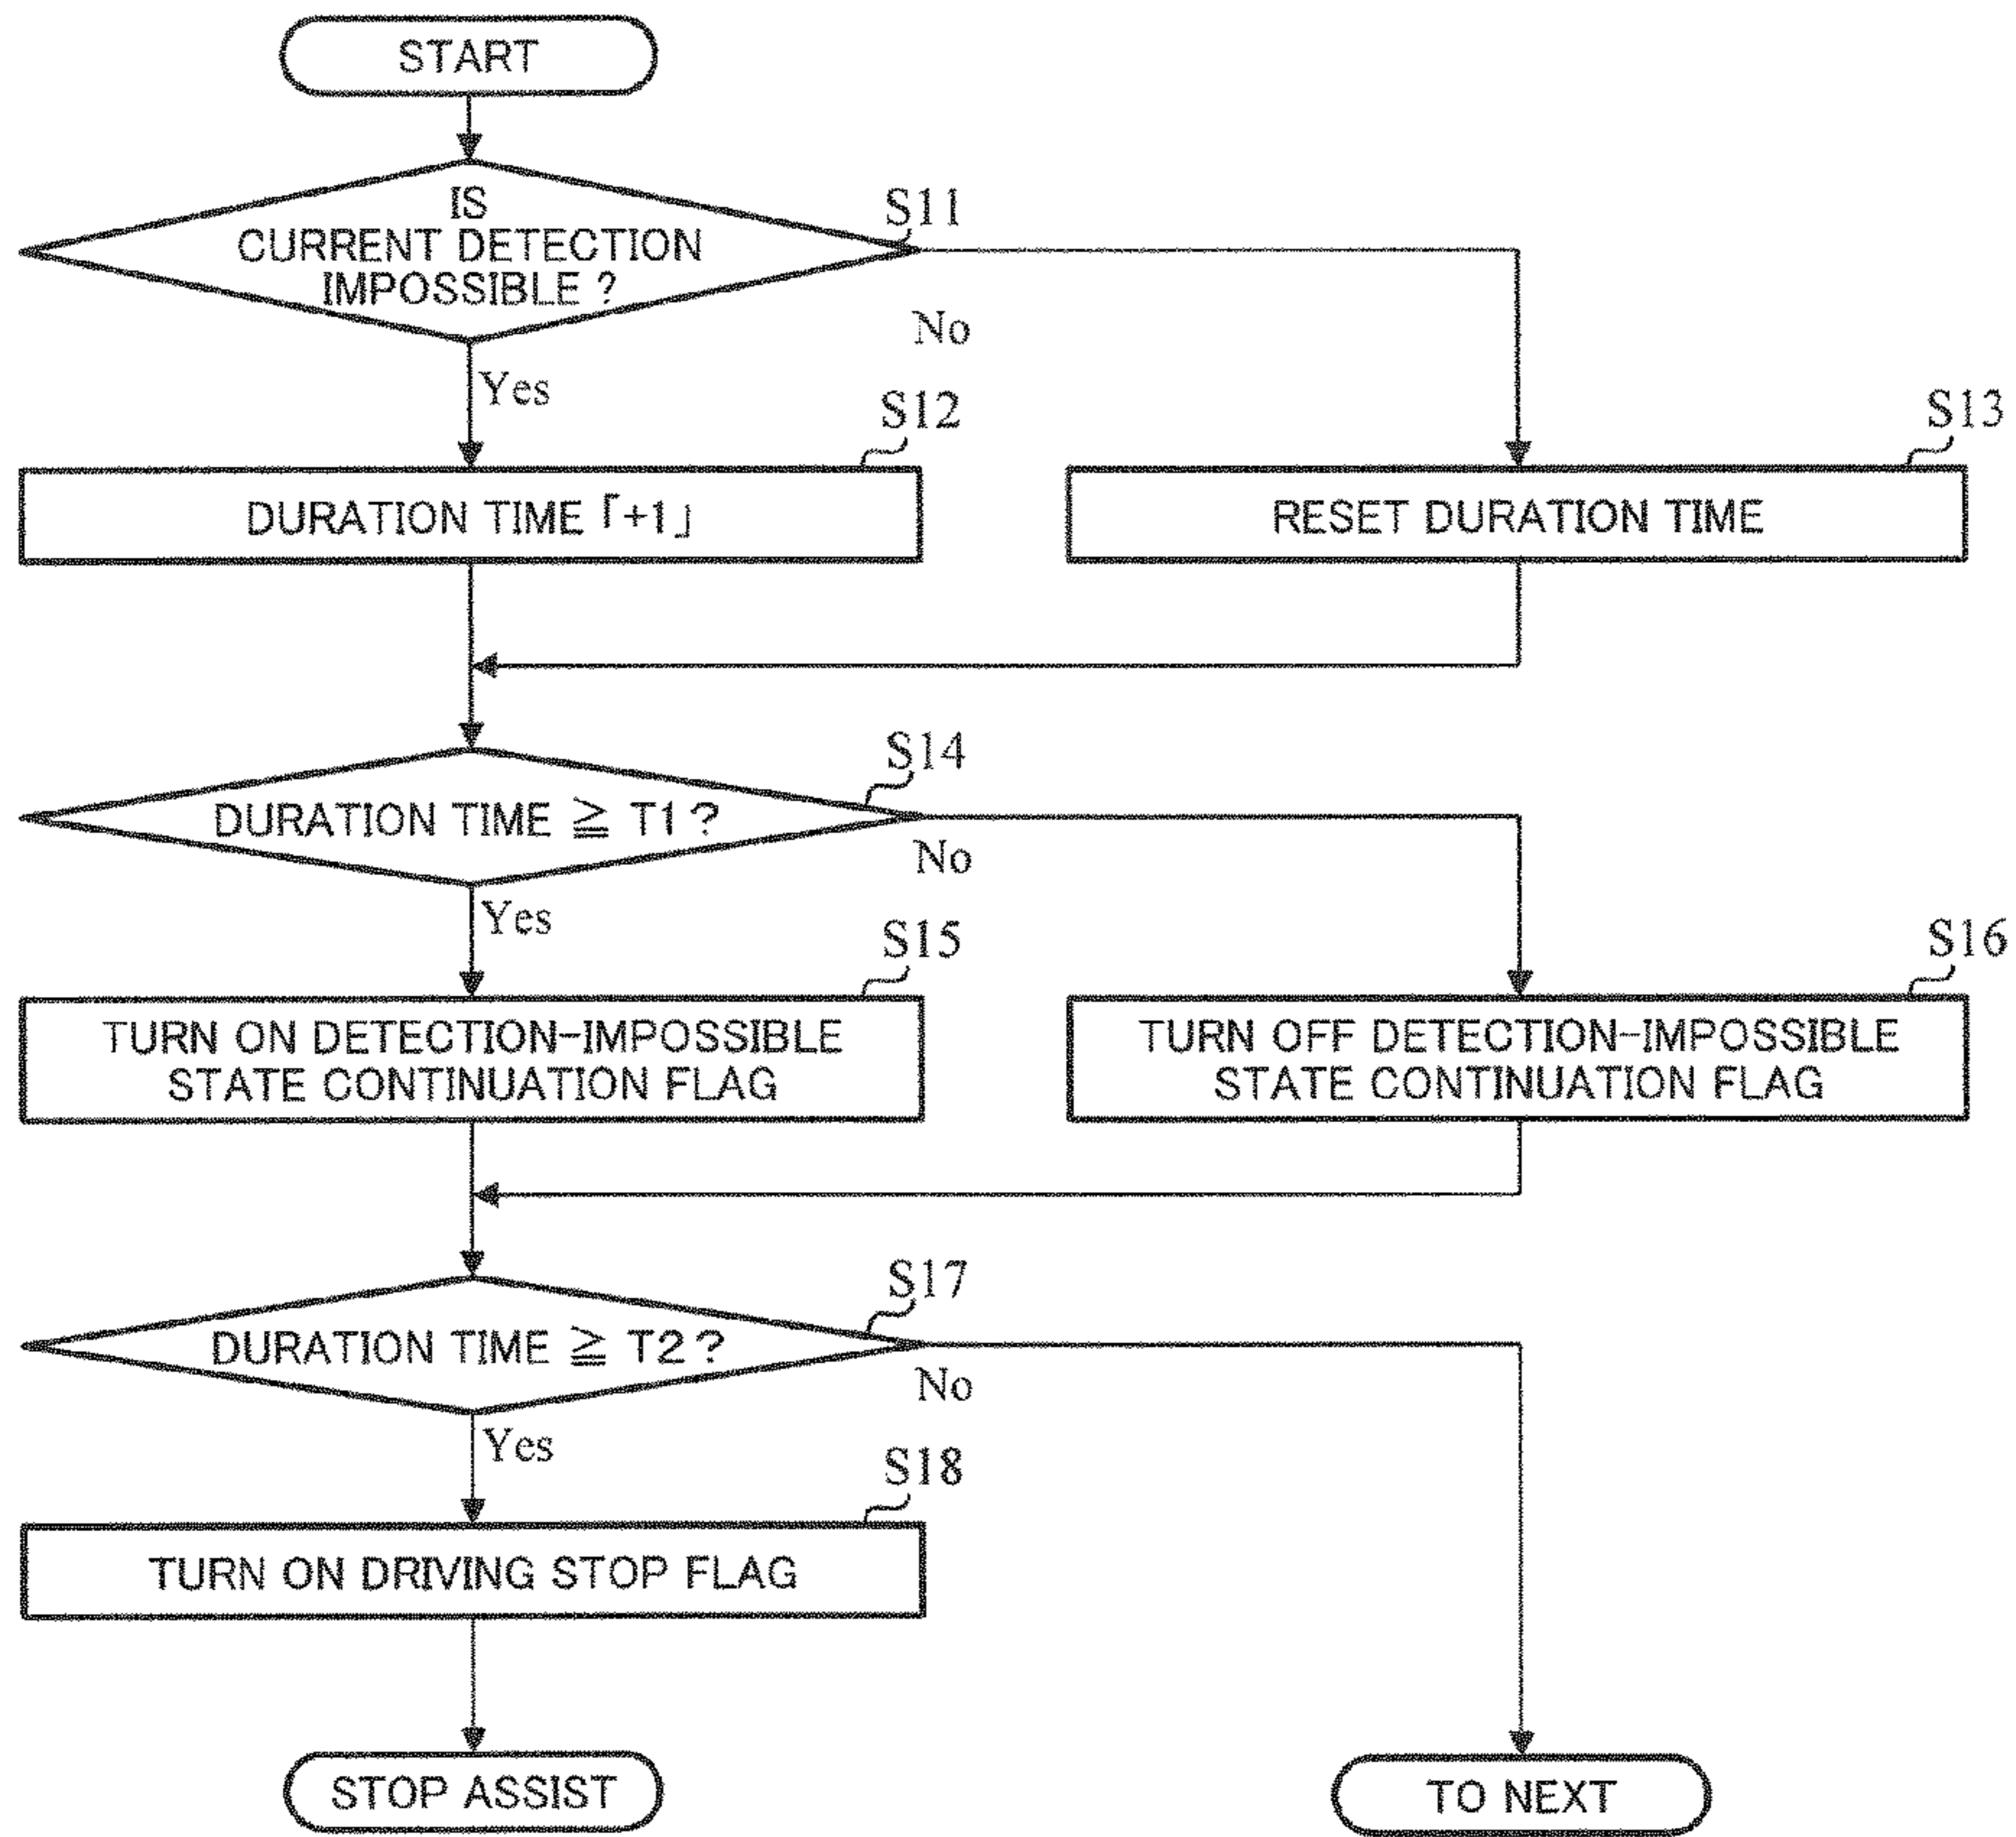 START
IS
CURRENT DETECTION
IMPOSSIBLE ?
S11
No
Yes
S12
DURATION TIME 「+1」
S13
RESET DURATION TIME
S14
DURATION TIME ≧ T1 ?
No
Yes
S15
TURN ON DETECTION-IMPOSSIBLE
STATE CONTINUATION FLAG
S16
TURN OFF DETECTION-IMPOSSIBLE
STATE CONTINUATION FLAG
S17
DURATION TIME ≧ T2 ?
No
Yes
S18
TURN ON DRIVING STOP FLAG
STOP ASSIST
TO NEXT